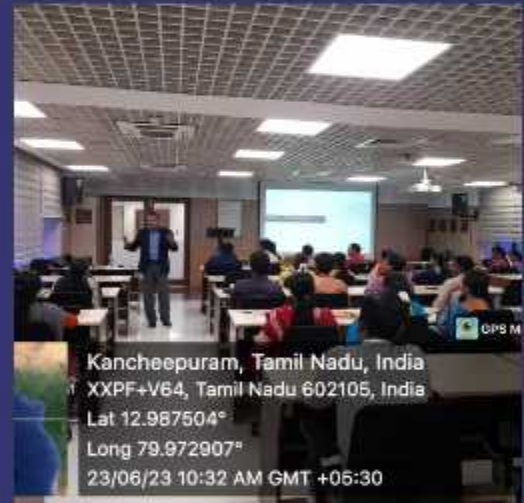 GPS M
Kancheepuram, Tamil Nadu, India
XXPF+V64, Tamil Nadu 602105, India
Lat 12.987504°
Long 79.972907°
23/06/23 10:32 AM GMT +05:30